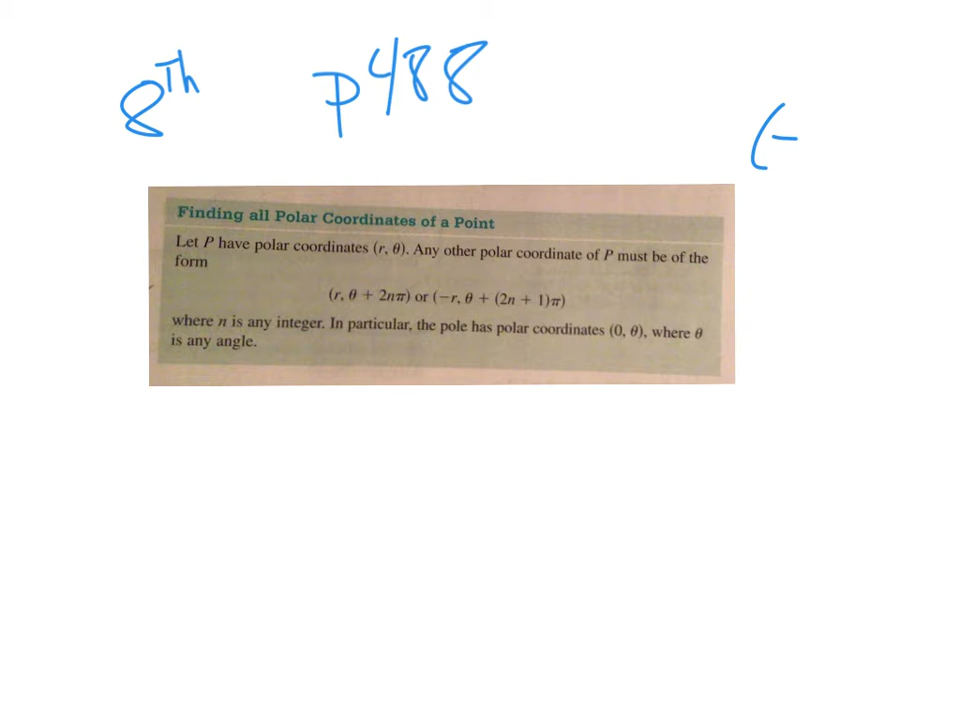 8Th p488
(-
Finding all Polar Coordinates of a Point
Let P have polar coordinates (r, θ). Any other polar coordinate of P must be of the
form
(r, θ + 2nπ) or (−r, θ + (2n + 1)π)
where n is any integer. In particular, the pole has polar coordinates (0, θ), where θ
is any angle.